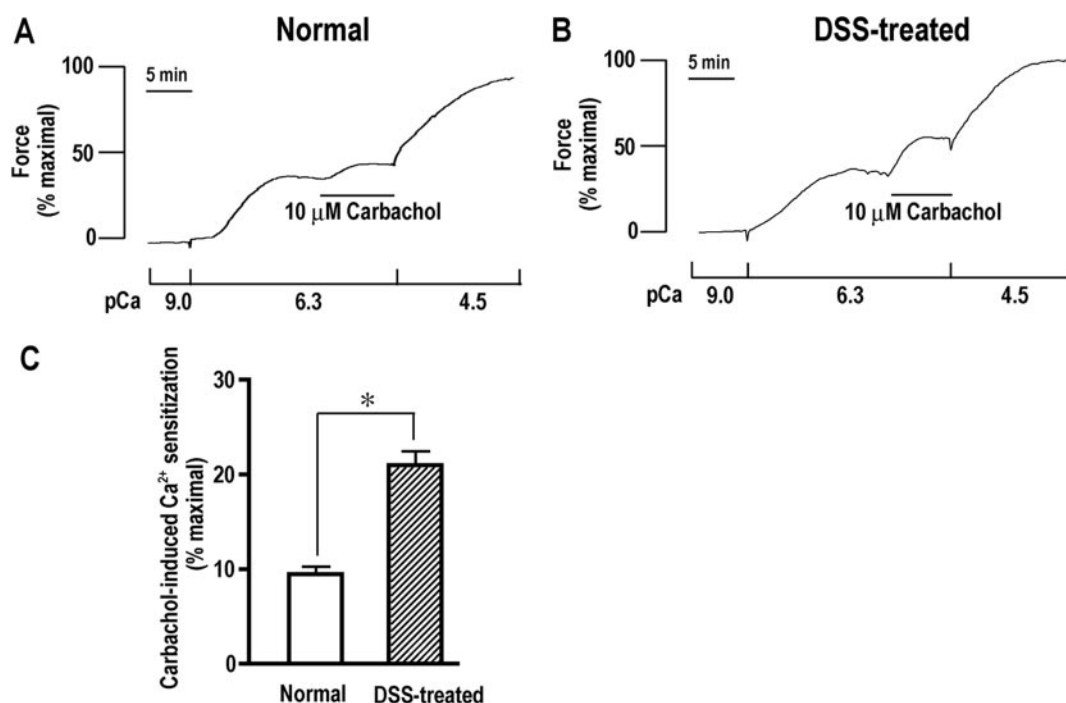 A
Normal
100
5 min
50
0
Force
(% maximal)
10 μM Carbachol
pCa
9.0
6.3
4.5
B
DSS-treated
100
5 min
50
0
Force
(% maximal)
10 μM Carbachol
pCa
9.0
6.3
4.5
C
Carbachol-induced Ca²⁺ sensitization
(% maximal)
30
20
10
0
*
Normal
DSS-treated